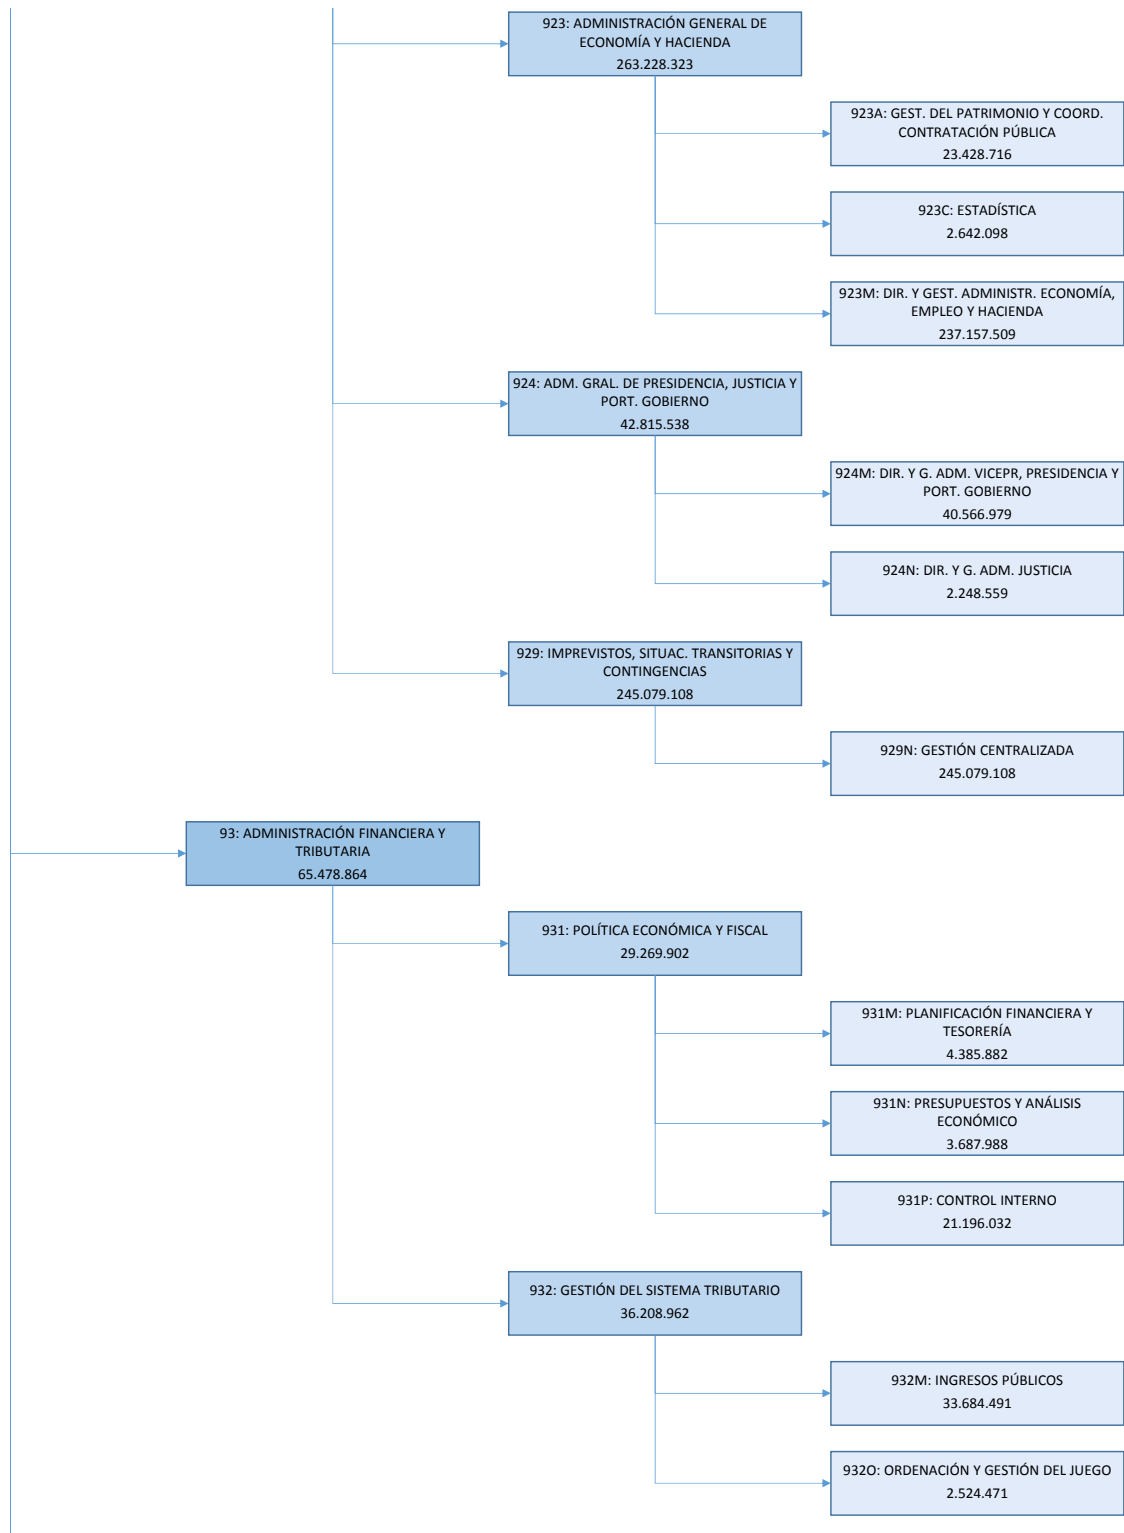 923: ADMINISTRACIÓN GENERAL DE
ECONOMÍA Y HACIENDA
263.228.323
923A: GEST. DEL PATRIMONIO Y COORD.
CONTRATACIÓN PÚBLICA
23.428.716
923C: ESTADÍSTICA
2.642.098
923M: DIR. Y GEST. ADMINISTR. ECONOMÍA,
EMPLEO Y HACIENDA
237.157.509
924: ADM. GRAL. DE PRESIDENCIA, JUSTICIA Y
PORT. GOBIERNO
42.815.538
924M: DIR. Y G. ADM. VICEPR, PRESIDENCIA Y
PORT. GOBIERNO
40.566.979
924N: DIR. Y G. ADM. JUSTICIA
2.248.559
929: IMPREVISTOS, SITUAC. TRANSITORIAS Y
CONTINGENCIAS
245.079.108
929N: GESTIÓN CENTRALIZADA
245.079.108
93: ADMINISTRACIÓN FINANCIERA Y
TRIBUTARIA
65.478.864
931: POLÍTICA ECONÓMICA Y FISCAL
29.269.902
931M: PLANIFICACIÓN FINANCIERA Y
TESORERÍA
4.385.882
931N: PRESUPUESTOS Y ANÁLISIS
ECONÓMICO
3.687.988
931P: CONTROL INTERNO
21.196.032
932: GESTIÓN DEL SISTEMA TRIBUTARIO
36.208.962
932M: INGRESOS PÚBLICOS
33.684.491
932O: ORDENACIÓN Y GESTIÓN DEL JUEGO
2.524.471